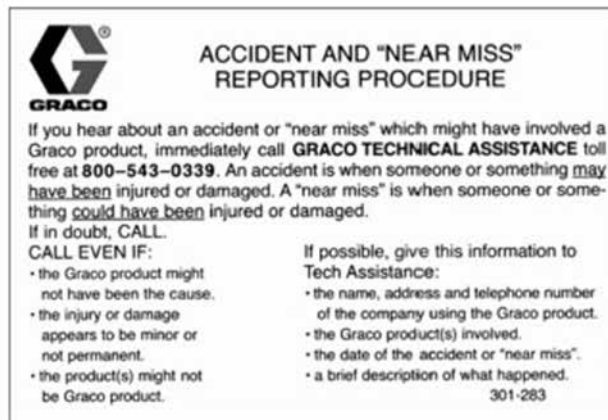 ®
GRACO
ACCIDENT AND “NEAR MISS”
REPORTING PROCEDURE
If you hear about an accident or “near miss” which might have involved a
Graco product, immediately call GRACO TECHNICAL ASSISTANCE toll
free at 800–543–0339. An accident is when someone or something may
have been injured or damaged. A “near miss” is when someone or some-
thing could have been injured or damaged.
If in doubt, CALL.
CALL EVEN IF:
• the Graco product might
not have been the cause.
• the injury or damage
appears to be minor or
not permanent.
• the product(s) might not
be Graco product.
If possible, give this information to
Tech Assistance:
• the name, address and telephone number
of the company using the Graco product.
• the Graco product(s) involved.
• the date of the accident or “near miss”.
• a brief description of what happened.
301-283